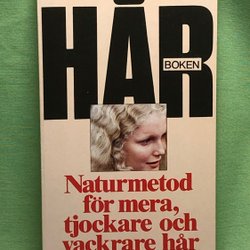 HÅR
BOKEN
Naturmetod
för mera,
tjockare och
vackrare hår